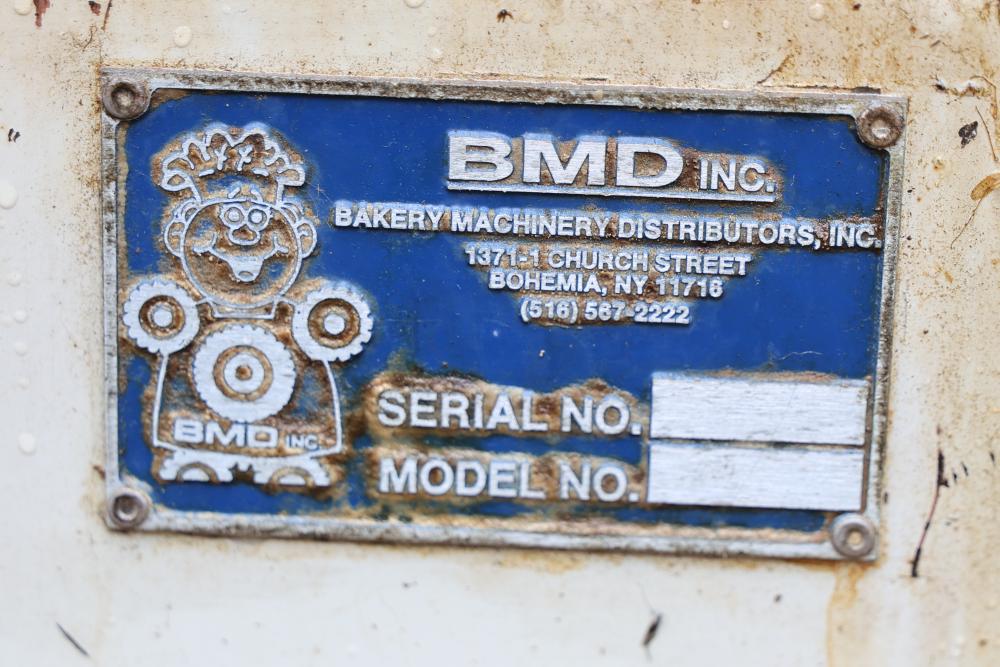 BMD INC.
BAKERY MACHINERY DISTRIBUTORS, INC.
1371-1 CHURCH STREET
BOHEMIA, NY 11716
(516) 567-2222
SERIAL NO.
MODEL NO.
BMD INC.